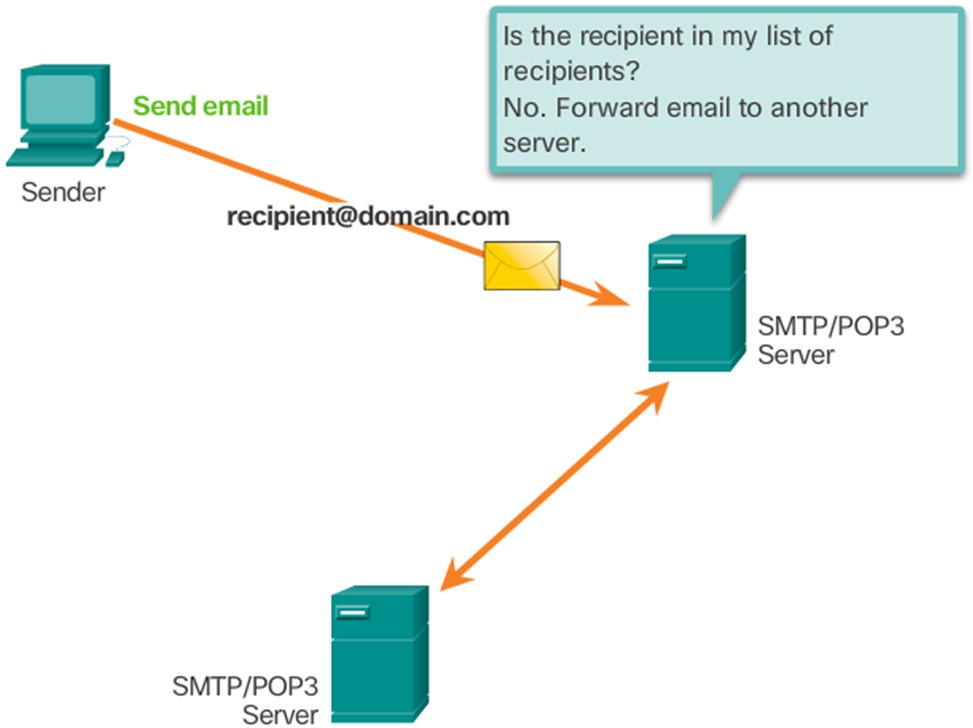 Is the recipient in my list of
recipients?
No. Forward email to another
server.
Send email
Sender
recipient@domain.com
SMTP/POP3
Server
SMTP/POP3
Server